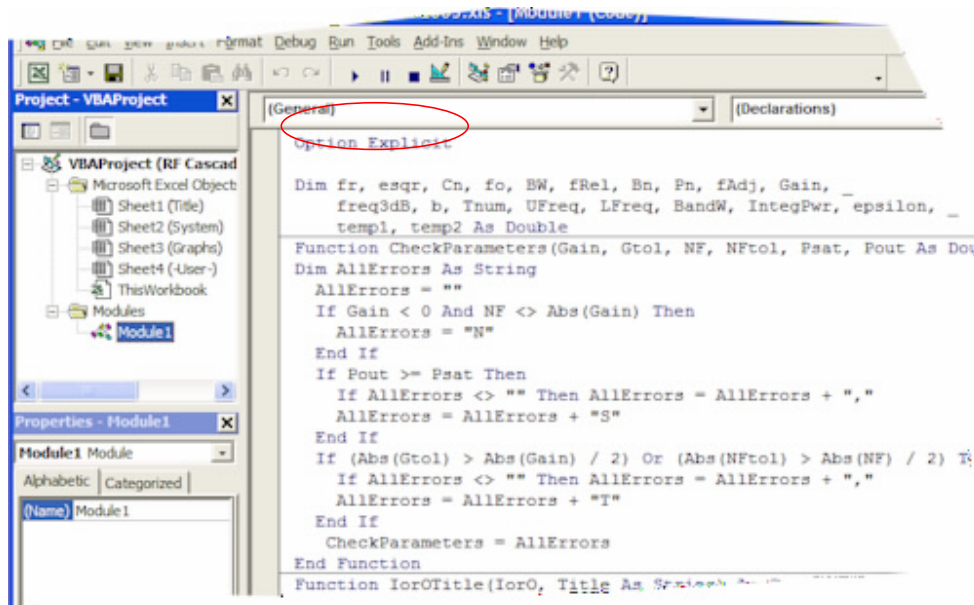 .xls - [Module1 (Code)]
Format Debug Run Tools Add-Ins Window Help
Project - VBAProject
VBAProject (RF Cascad
Microsoft Excel Objects
Sheet1 (Title)
Sheet2 (System)
Sheet3 (Graphs)
Sheet4 (-User-)
ThisWorkbook
Modules
Module1
Properties - Module1
Module1 Module
Alphabetic Categorized
(Name) Module1
(General) (Declarations)
Option Explicit
Dim fr, esqr, Cn, fo, BW, fRel, Bn, Pn, fAdj, Gain, _
freq3dB, b, Tnum, UFreq, LFreq, BandW, IntegPwr, epsilon, _
temp1, temp2 As Double
Function CheckParameters(Gain, Gtol, NF, NFtol, Psat, Pout As Dou
Dim AllErrors As String
AllErrors = ""
If Gain < 0 And NF <> Abs(Gain) Then
AllErrors = "N"
End If
If Pout >= Psat Then
If AllErrors <> "" Then AllErrors = AllErrors + ","
AllErrors = AllErrors + "S"
End If
If (Abs(Gtol) > Abs(Gain) / 2) Or (Abs(NFtol) > Abs(NF) / 2) T
If AllErrors <> "" Then AllErrors = AllErrors + ","
AllErrors = AllErrors + "T"
End If
CheckParameters = AllErrors
End Function
Function IorOTitle(IorO, Title As